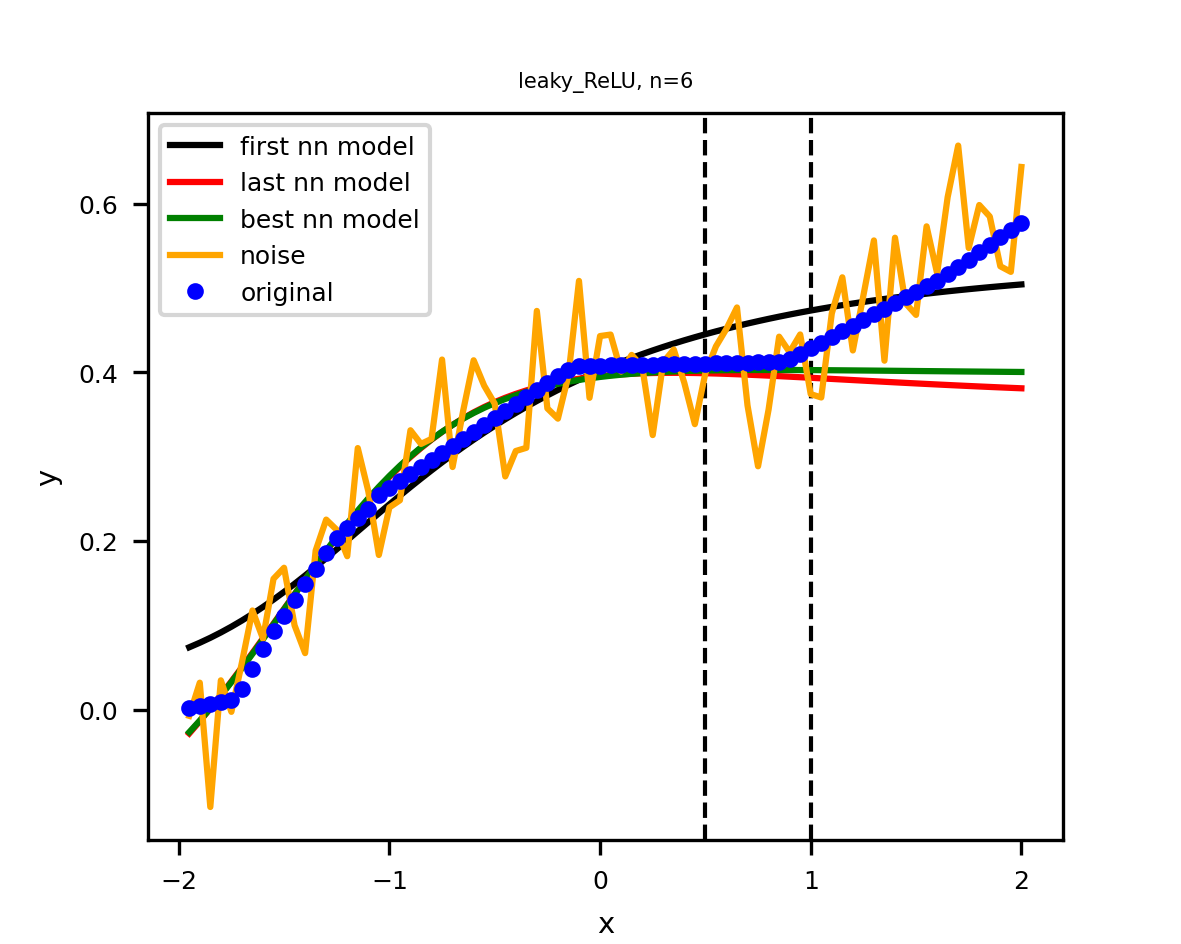 leaky_ReLU, n=6
first nn model
last nn model
best nn model
noise
original
0.6
0.4
0.2
0.0
y
−2
−1
0
1
2
x